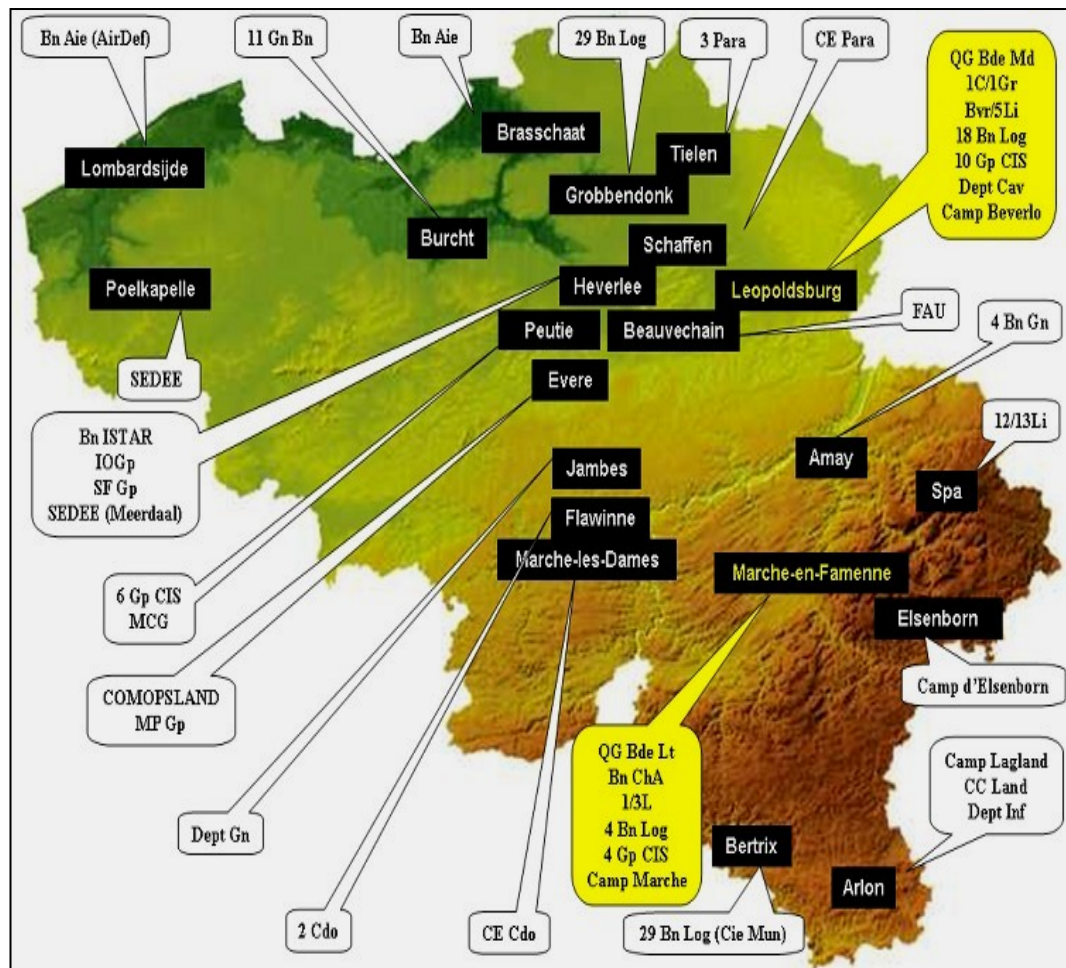 Bn Aie (AirDef)
11 Gn Bn
Bn Aie
29 Bn Log
3 Para
CE Para
QG Bde Md
1C/1Gr
Bvr/5Li
18 Bn Log
10 Gp CIS
Dept Cav
Camp Beverlo
Brasschaat
Lombardsijde
Tielen
Grobbendonk
Burcht
Schaffen
Heverlee
Leopoldsburg
Poelkapelle
Peutie
Beauvechain
FAU
4 Bn Gn
SEDEE
Evere
Bn ISTAR
IOGp
SF Gp
SEDEE (Meerdaal)
12/13Li
Jambes
Amay
Spa
Flawinne
Marche-les-Dames
Marche-en-Famenne
6 Gp CIS
MCG
Elsenborn
COMOPSLAND
MP Gp
Camp d'Elsenborn
QG Bde Lt
Bn ChA
1/3L
4 Bn Log
4 Gp CIS
Camp Marche
Camp Lagland
CC Land
Dept Inf
Dept Gn
Bertrix
Arlon
2 Cdo
CE Cdo
29 Bn Log (Cie Mun)